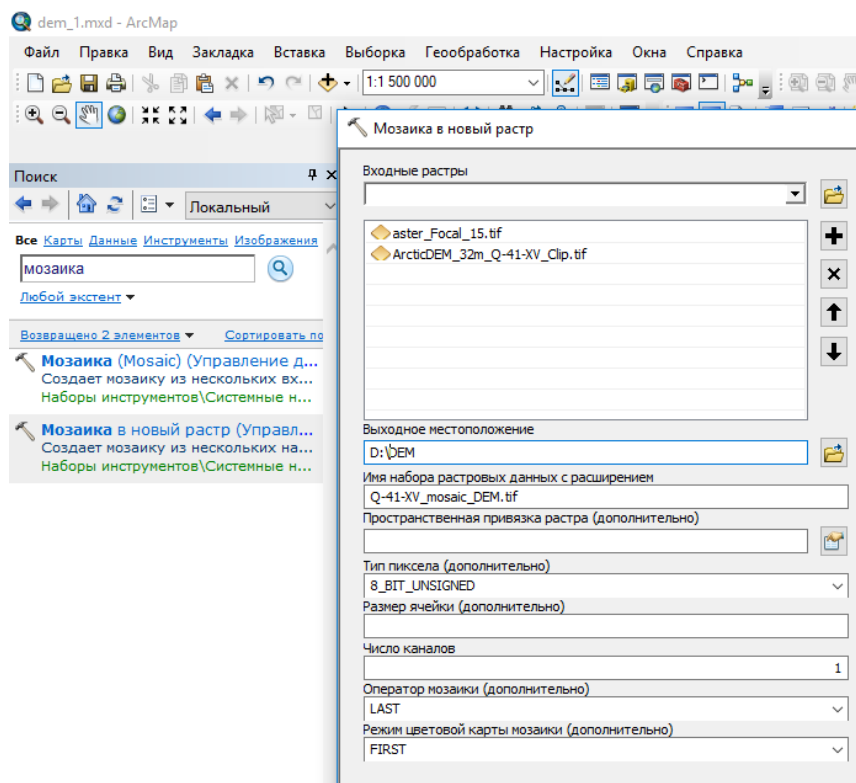 dem_1.mxd - ArcMap
Файл Правка Вид Закладка Вставка Выборка Геообработка Настройка Окна Справка
1:1 500 000
Мозаика в новый растр
Поиск
Локальный
Все Карты Данные Инструменты Изображения
мозаика
Любой экстент
Возвращено 2 элементов Сортировать по
Мозаика (Mosaic) (Управление д...
Создает мозаику из нескольких вх...
Наборы инструментов\Системные н...
Мозаика в новый растр (Управл...
Создает мозаику из нескольких на...
Наборы инструментов\Системные н...
Входные растры
aster_Focal_15.tif
ArcticDEM_32m_Q-41-XV_Clip.tif
Выходное местоположение
D:\DEM
Имя набора растровых данных с расширением
Q-41-XV_mosaic_DEM.tif
Пространственная привязка растра (дополнительно)
Тип пиксела (дополнительно)
8_BIT_UNSIGNED
Размер ячейки (дополнительно)
Число каналов
1
Оператор мозаики (дополнительно)
LAST
Режим цветовой карты мозаики (дополнительно)
FIRST